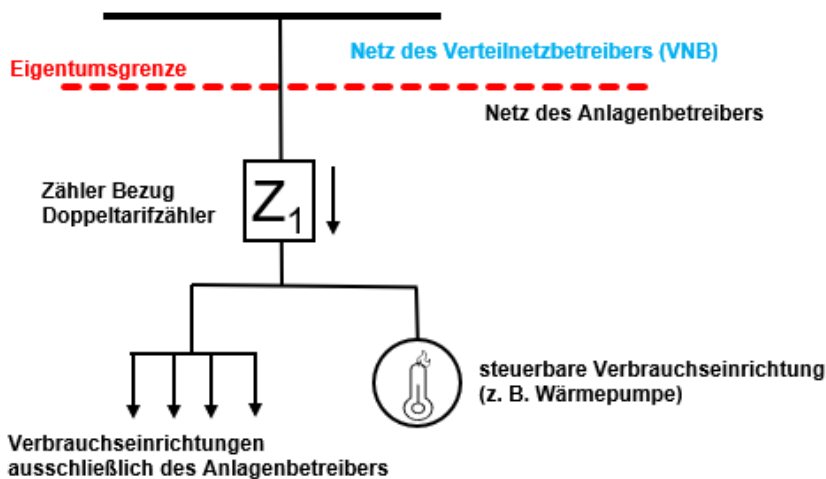 Netz des Verteilnetzbetreibers (VNB)
Eigentumsgrenze
Netz des Anlagenbetreibers
Zähler Bezug
Doppeltarifzähler
Z1
steuerbare Verbrauchseinrichtung
(z. B. Wärmepumpe)
Verbrauchseinrichtungen
ausschließlich des Anlagenbetreibers